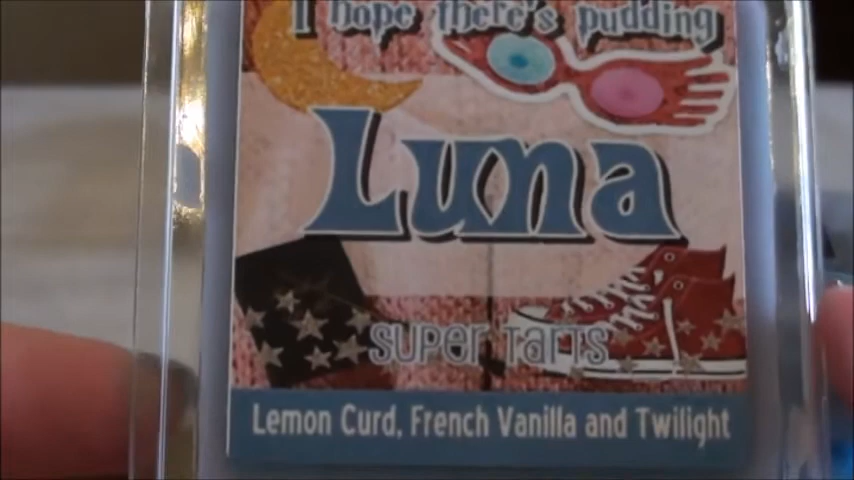 I hope there's pudding
Luna
SUPER TARTS
Lemon Curd, French Vanilla and Twilight